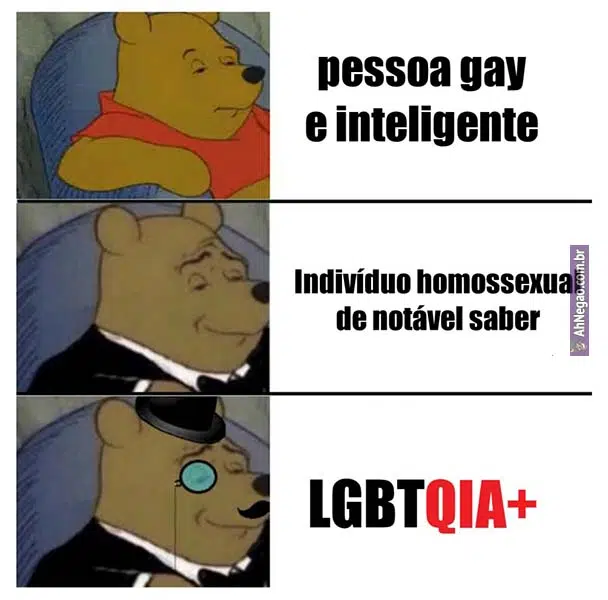 pessoa gay
e inteligente
Indivíduo homossexual
de notável saber
AhNegao.com.br
LGBTQIA+